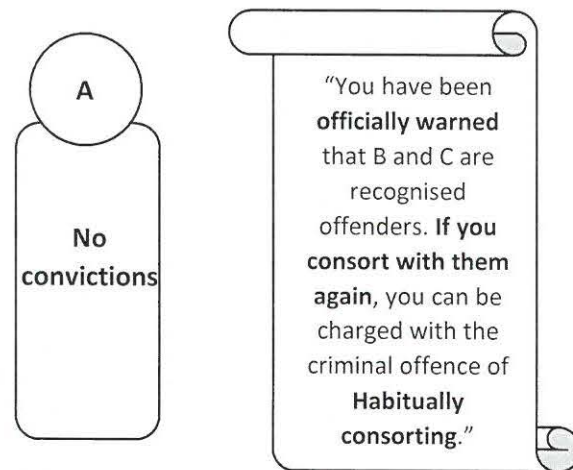 A
No
convictions
"You have been
officially warned
that B and C are
recognised
offenders. If you
consort with them
again, you can be
charged with the
criminal offence of
Habitually
consorting."